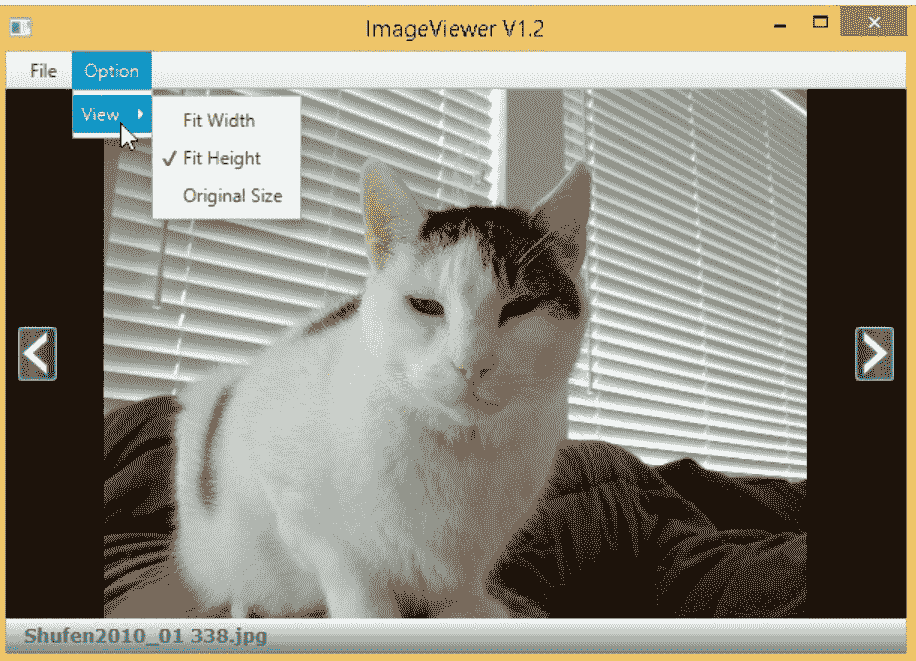 ImageViewer V1.2
File Option
View
Fit Width
Fit Height
Original Size
Shufen2010_01 338.jpg